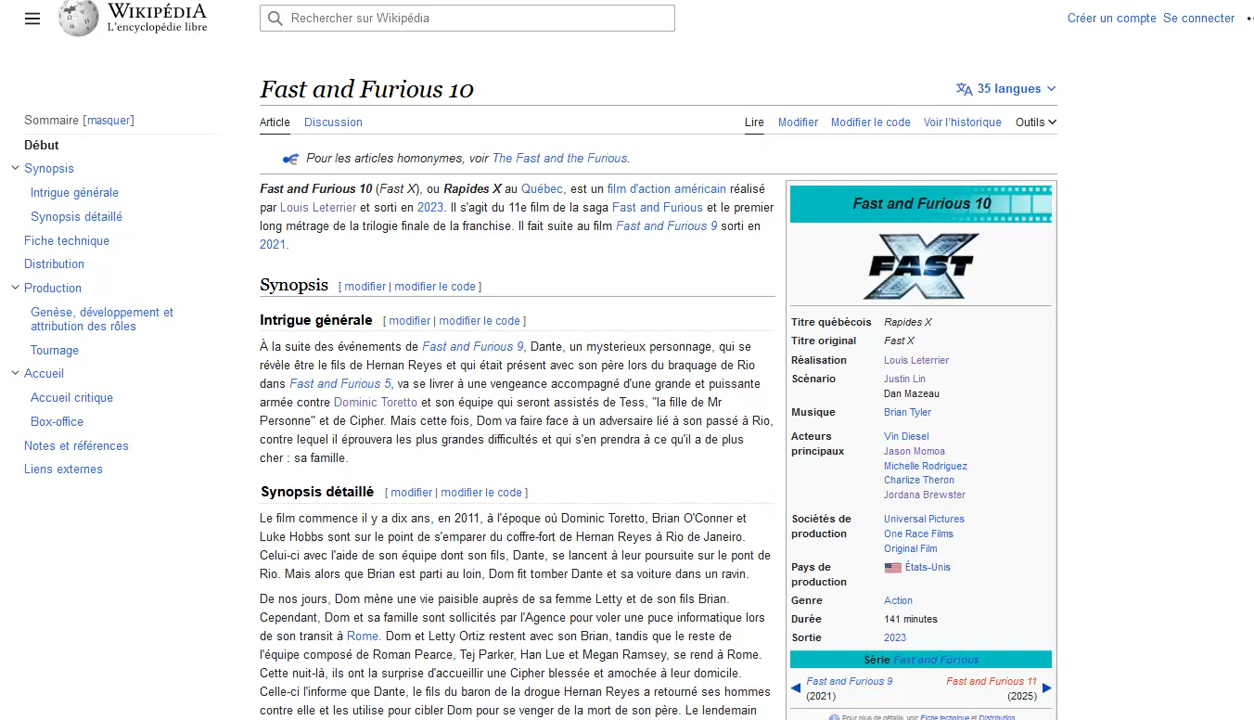 WIKIPÉDIA
L'encyclopédie libre
Rechercher sur Wikipédia
Créer un compte Se connecter
Fast and Furious 10
35 langues
Article Discussion
Lire Modifier Modifier le code Voir l'historique Outils
Sommaire [masquer]
Début
Synopsis
Intrigue générale
Synopsis détaillé
Fiche technique
Distribution
Production
Genèse, développement et
attribution des rôles
Tournage
Accueil
Accueil critique
Box-office
Notes et références
Liens externes
Pour les articles homonymes, voir The Fast and the Furious.
Fast and Furious 10 (Fast X), ou Rapides X au Québec, est un film d'action américain réalisé
par Louis Leterrier et sorti en 2023. Il s'agit du 11e film de la saga Fast and Furious et le premier
long métrage de la trilogie finale de la franchise. Il fait suite au film Fast and Furious 9 sorti en
2021.
Synopsis [ modifier | modifier le code ]
Intrigue générale [ modifier | modifier le code ]
À la suite des événements de Fast and Furious 9, Dante, un mysterieux personnage, qui se
révèle être le fils de Hernan Reyes et qui était présent avec son père lors du braquage de Rio
dans Fast and Furious 5, va se livrer à une vengeance accompagné d'une grande et puissante
armée contre Dominic Toretto et son équipe qui seront assistés de Tess, "la fille de Mr
Personne" et de Cipher. Mais cette fois, Dom va faire face à un adversaire lié à son passé à Rio,
contre lequel il éprouvera les plus grandes difficultés et qui s'en prendra à ce qu'il a de plus
cher : sa famille.
Synopsis détaillé [ modifier | modifier le code ]
Le film commence il y a dix ans, en 2011, à l'époque où Dominic Toretto, Brian O'Conner et
Luke Hobbs sont sur le point de s'emparer du coffre-fort de Hernan Reyes à Rio de Janeiro.
Celui-ci avec l'aide de son équipe dont son fils, Dante, se lancent à leur poursuite sur le pont de
Rio. Mais alors que Brian est parti au loin, Dom fit tomber Dante et sa voiture dans un ravin.
De nos jours, Dom mène une vie paisible auprès de sa femme Letty et de son fils Brian.
Cependant, Dom et sa famille sont sollicités par l'Agence pour voler une puce informatique lors
de son transit à Rome. Dom et Letty Ortiz restent avec son Brian, tandis que le reste de
l'équipe composé de Roman Pearce, Tej Parker, Han Lue et Megan Ramsey, se rend à Rome.
Cette nuit-là, ils ont la surprise d'accueillir une Cipher blessée et amochée à leur domicile.
Celle-ci l'informe que Dante, le fils du baron de la drogue Hernan Reyes a retourné ses hommes
contre elle et les utilise pour cibler Dom pour se venger de la mort de son père. Le lendemain
Fast and Furious 10
FAST X
Titre québécois Rapides X
Titre original Fast X
Réalisation Louis Leterrier
Scénario Justin Lin
Dan Mazeau
Musique Brian Tyler
Acteurs Vin Diesel
principaux Jason Momoa
Michelle Rodriguez
Charlize Theron
Jordana Brewster
Sociétés de Universal Pictures
production One Race Films
Original Film
Pays de États-Unis
production
Genre Action
Durée 141 minutes
Sortie 2023
Série Fast and Furious
Fast and Furious 9 Fast and Furious 11
(2021) (2025)
Pour plus de détails, voir Fiche technique et Distribution